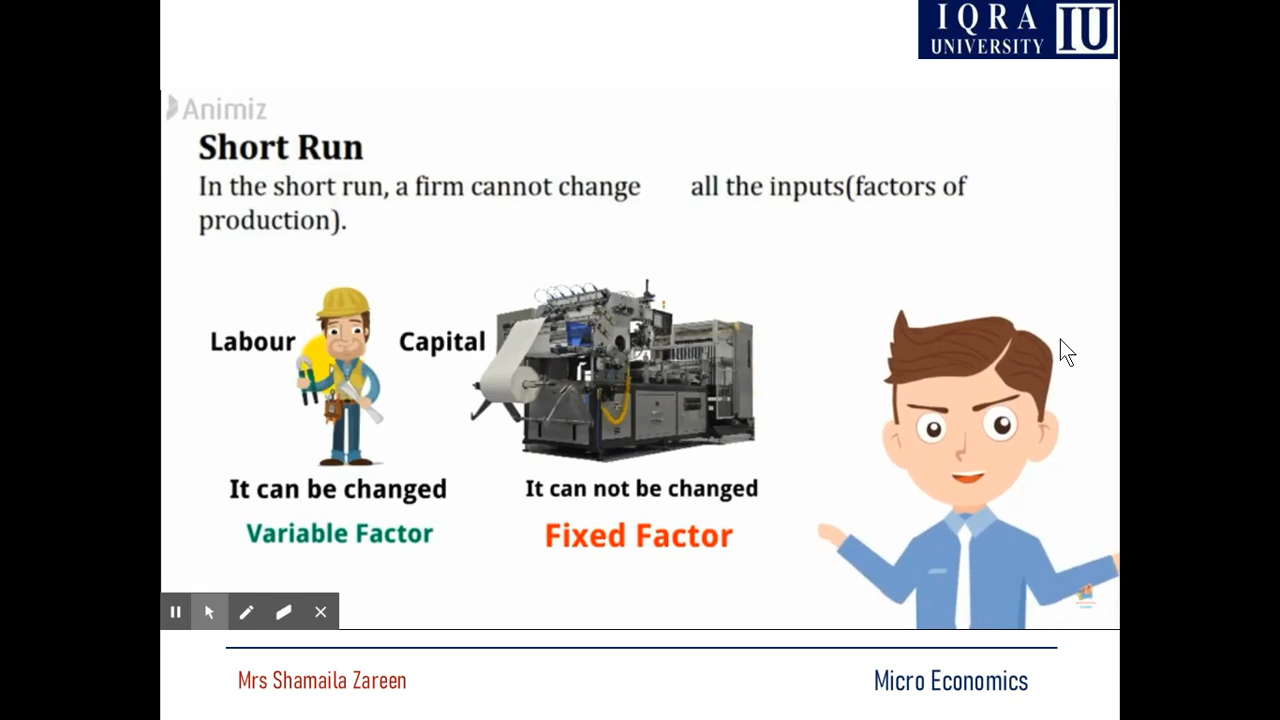 IQRA
UNIVERSITY IU
Animiz
Short Run
In the short run, a firm cannot change all the inputs(factors of
production).
Labour
Capital
It can be changed
It can not be changed
Variable Factor
Fixed Factor
Mrs Shamaila Zareen
Micro Economics